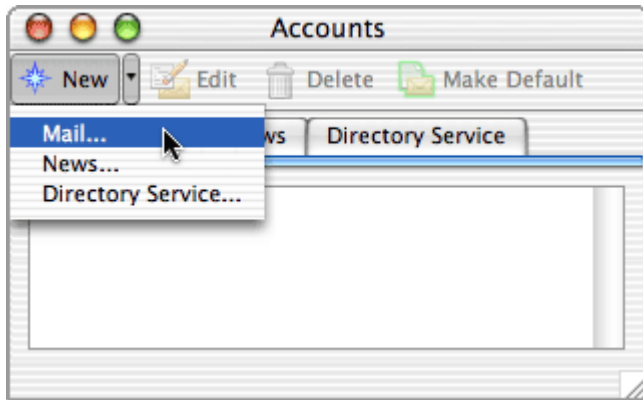 Accounts
New Edit Delete Make Default
Mail...
ws Directory Service
News...
Directory Service...